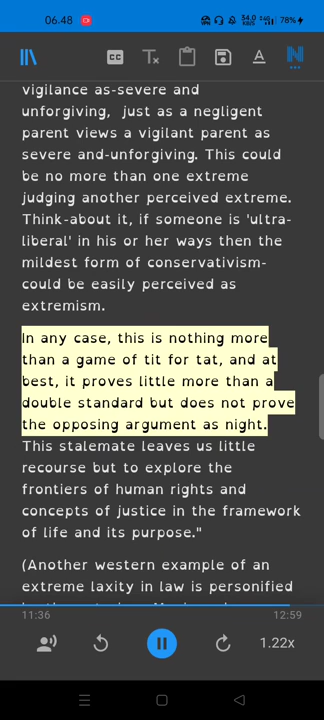 06.48
34.0
78%
CC
T×
A
N
vigilance as-severe and
unforgiving,  just as a negligent
parent views a vigilant parent as
severe and-unforgiving. This could
be no more than one extreme
judging another perceived extreme.
Think-about it, if someone is 'ultra-
liberal' in his or her ways then the
mildest form of conservativism-
could be easily perceived as
extremism.
In any case, this is nothing more
than a game of tit for tat, and at
best, it proves little more than a
double standard but does not prove
the opposing argument as night.
This stalemate leaves us little
recourse but to explore the
frontiers of human rights and
concepts of justice in the framework
of life and its purpose."
(Another western example of an
extreme laxity in law is personified
11:36
12:59
1.22x